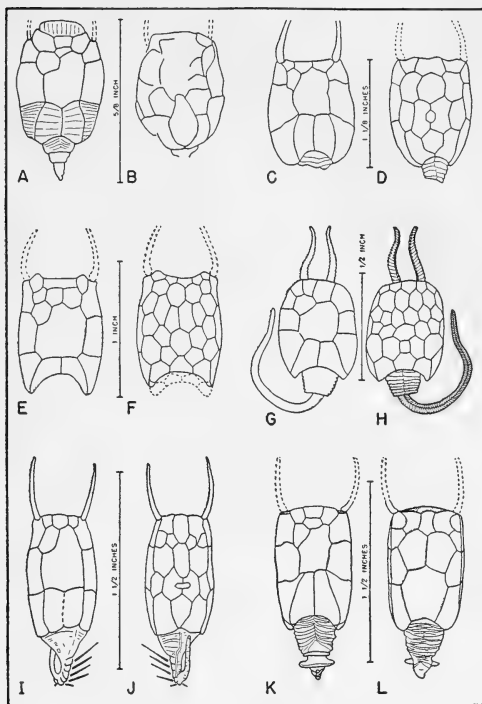 A
5/8 INCH
B
C
1 1/8 INCHES
D
E
1 INCH
F
G
1/2 INCH
H
I
1 1/2 INCHES
J
K
1 1/2 INCHES
L